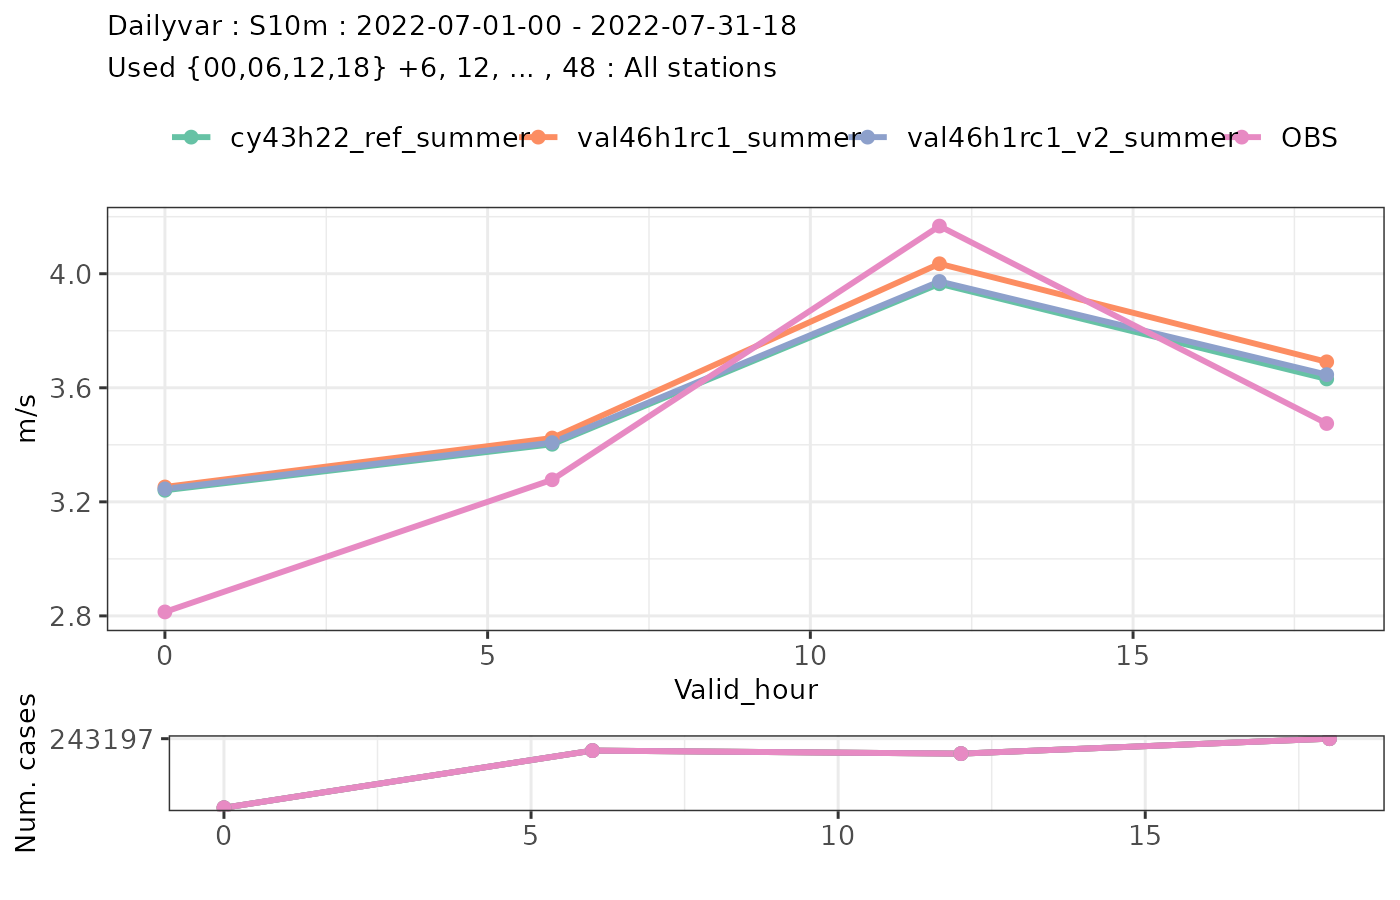 Dailyvar : S10m : 2022-07-01-00 - 2022-07-31-18
Used {00,06,12,18} +6, 12, ... , 48 : All stations
cy43h22_ref_summer val46h1rc1_summer val46h1rc1_v2_summer OBS
4.0
3.6
3.2
2.8
m/s
0 5 10 15
Valid_hour
243197
Num. cases
0 5 10 15